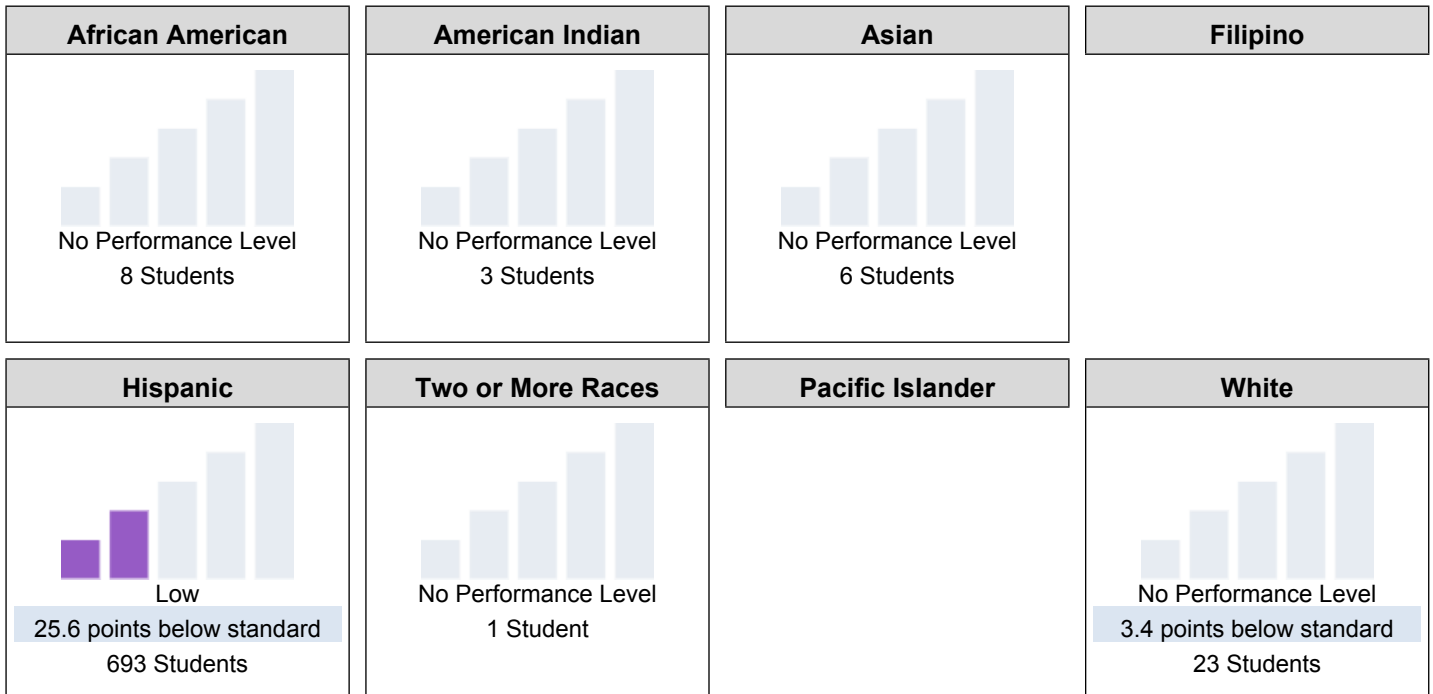 African American
No Performance Level
8 Students
American Indian
No Performance Level
3 Students
Asian
No Performance Level
6 Students
Filipino
Hispanic
Low
25.6 points below standard
693 Students
Two or More Races
No Performance Level
1 Student
Pacific Islander
White
No Performance Level
3.4 points below standard
23 Students